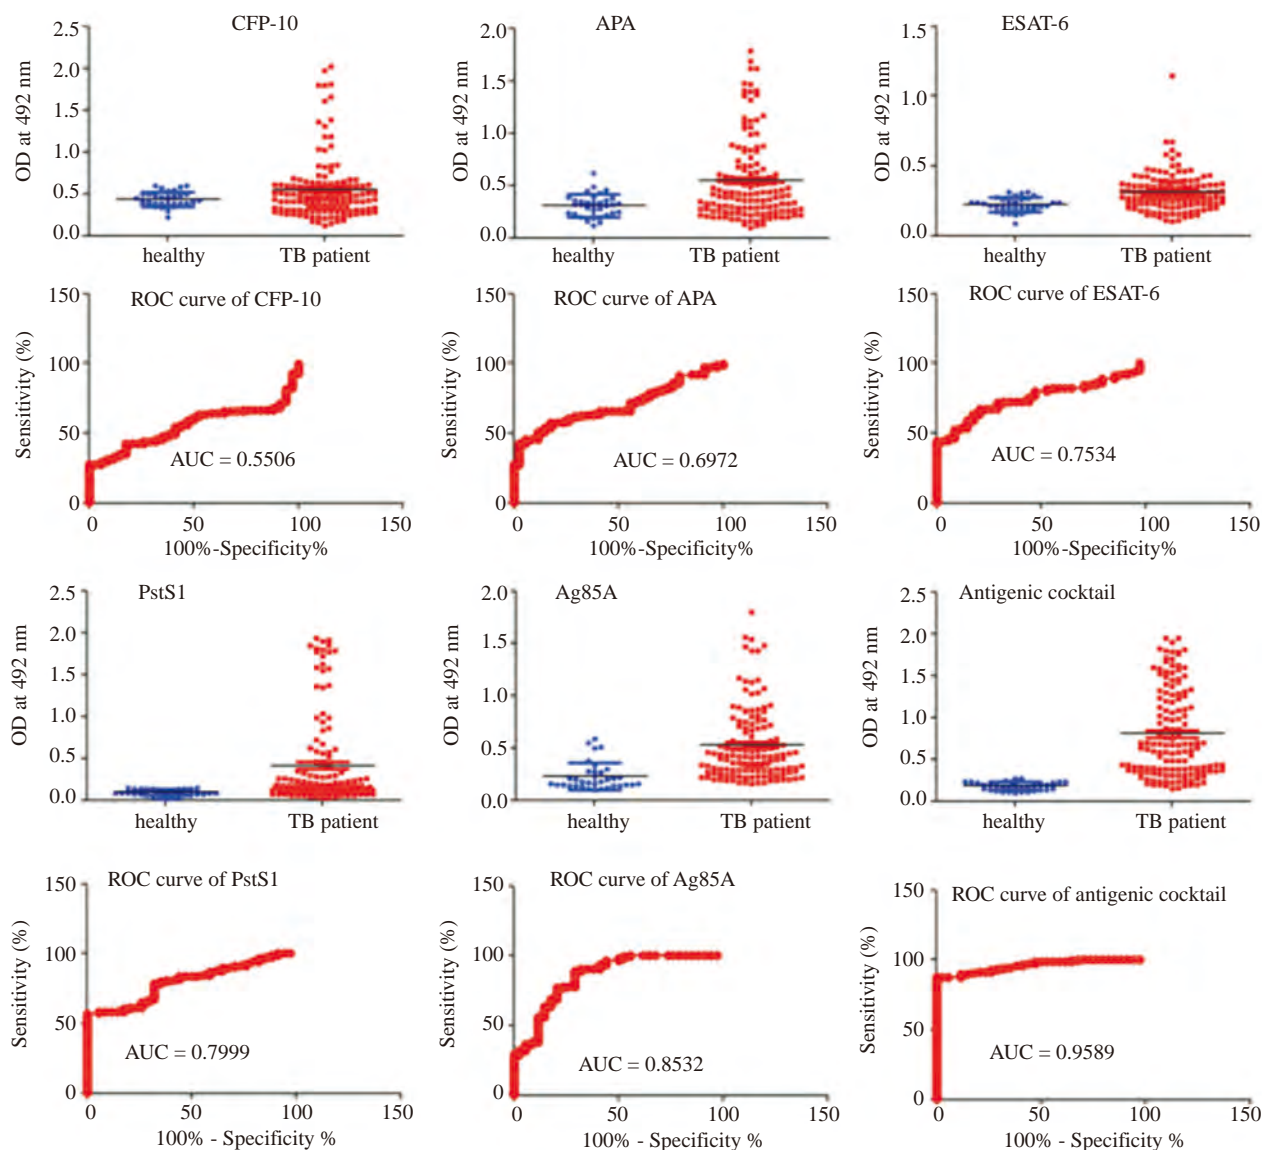 CFP-10
OD at 492 nm
2.5
2.0
1.5
1.0
0.5
0.0
healthy TB patient
APA
OD at 492 nm
2.0
1.5
1.0
0.5
0.0
healthy TB patient
ESAT-6
OD at 492 nm
1.5
1.0
0.5
0.0
healthy TB patient
ROC curve of CFP-10
Sensitivity (%)
150
100
50
0
AUC = 0.5506
0 50 100 150
100%-Specificity%
ROC curve of APA
Sensitivity (%)
150
100
50
0
AUC = 0.6972
0 50 100 150
100%-Specificity%
ROC curve of ESAT-6
Sensitivity (%)
150
100
50
0
AUC = 0.7534
0 50 100 150
100%-Specificity%
PstS1
OD at 492 nm
2.5
2.0
1.5
1.0
0.5
0.0
healthy TB patient
Ag85A
OD at 492 nm
2.0
1.5
1.0
0.5
0.0
healthy TB patient
Antigenic cocktail
OD at 492 nm
2.5
2.0
1.5
1.0
0.5
0.0
healthy TB patient
ROC curve of PstS1
Sensitivity (%)
150
100
50
0
AUC = 0.7999
0 50 100 150
100% - Specificity %
ROC curve of Ag85A
Sensitivity (%)
150
100
50
0
AUC = 0.8532
0 50 100 150
100% - Specificity %
ROC curve of antigenic cocktail
Sensitivity (%)
150
100
50
0
AUC = 0.9589
0 50 100 150
100% - Specificity %